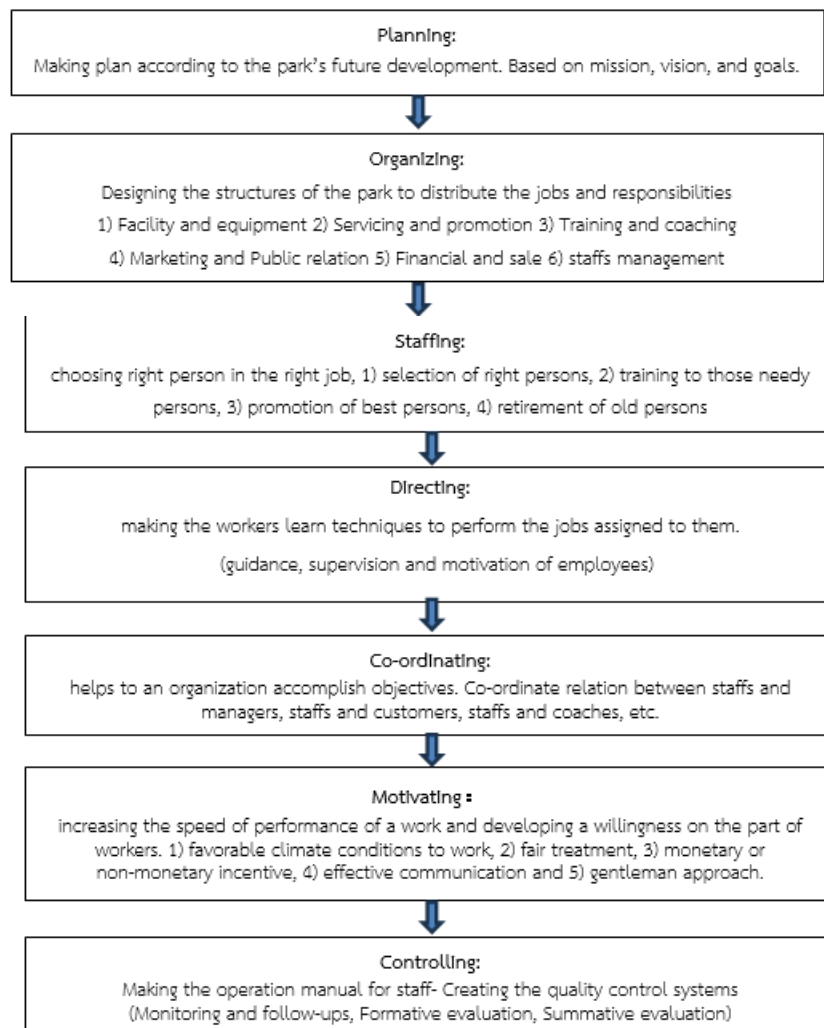 Planning:
Making plan according to the park's future development. Based on mission, vision, and goals.
Organizing:
Designing the structures of the park to distribute the jobs and responsibilities
1) Facility and equipment 2) Servicing and promotion 3) Training and coaching
4) Marketing and Public relation 5) Financial and sale 6) staffs management
Staffing:
choosing right person in the right job, 1) selection of right persons, 2) training to those needy
persons, 3) promotion of best persons, 4) retirement of old persons
Directing:
making the workers learn techniques to perform the jobs assigned to them.
(guidance, supervision and motivation of employees)
Co-ordinating:
helps to an organization accomplish objectives. Co-ordinate relation between staffs and
managers, staffs and customers, staffs and coaches, etc.
Motivating :
increasing the speed of performance of a work and developing a willingness on the part of
workers. 1) favorable climate conditions to work, 2) fair treatment, 3) monetary or
non-monetary incentive, 4) effective communication and 5) gentleman approach.
Controlling:
Making the operation manual for staff- Creating the quality control systems
(Monitoring and follow-ups, Formative evaluation, Summative evaluation)